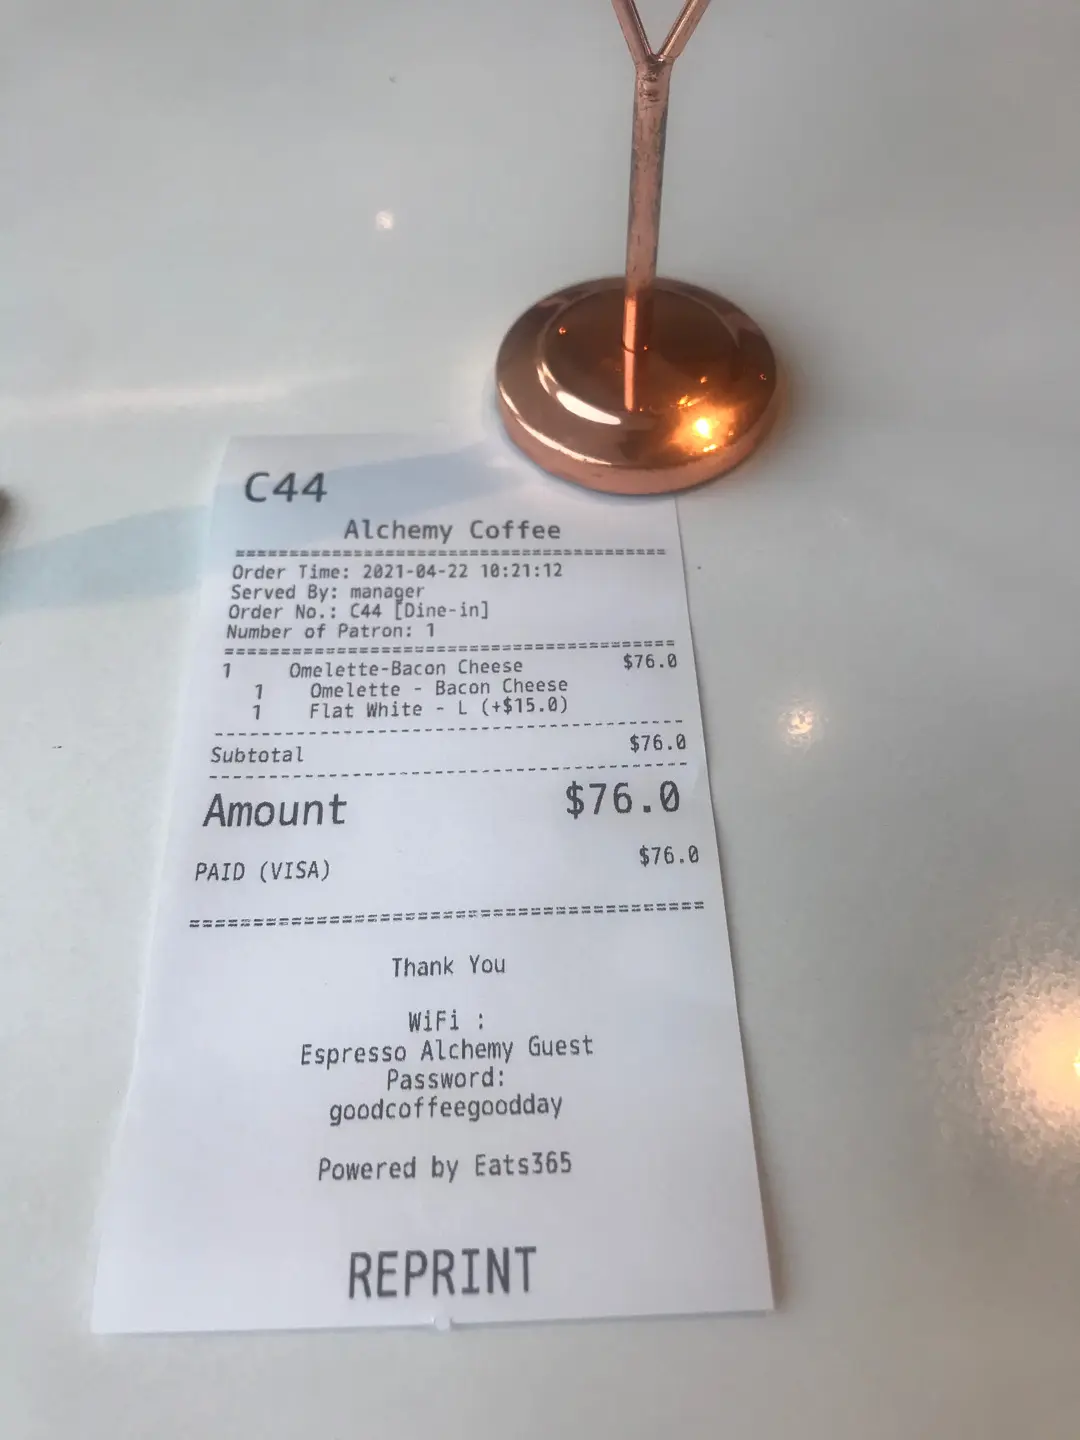 C44
Alchemy Coffee
========================================
Order Time: 2021-04-22 10:21:12
Served By: manager
Order No.: C44 [Dine-in]
Number of Patron: 1
========================================
1 Omelette-Bacon Cheese $76.0
1 Omelette - Bacon Cheese
1 Flat White - L (+$15.0)
----------------------------------------
Subtotal $76.0
----------------------------------------
Amount $76.0
PAID (VISA) $76.0
========================================
Thank You
WiFi :
Espresso Alchemy Guest
Password:
goodcoffeegoodday
Powered by Eats365
REPRINT